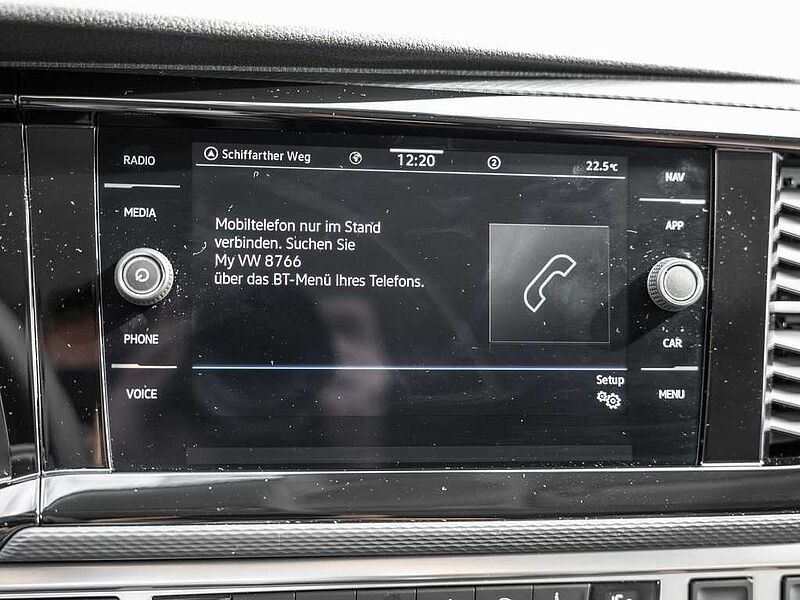 RADIO
MEDIA
PHONE
VOICE
Schiffarther Weg
12:20
2
22.5°C
Mobiltelefon nur im Stand
verbinden. Suchen Sie
My VW 8766
über das BT-Menü Ihres Telefons.
Setup
NAV
APP
CAR
MENU